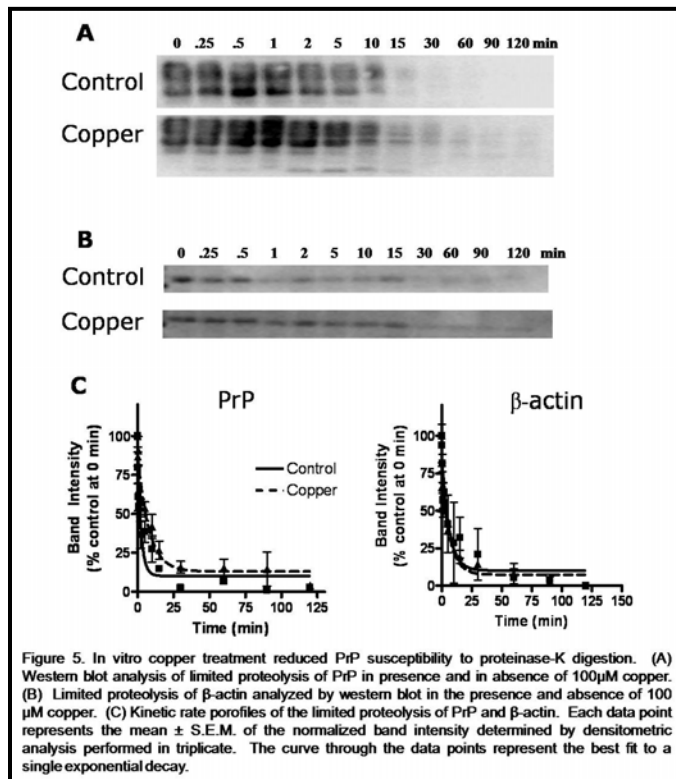 A
0 .25 .5 1 2 5 10 15 30 60 90 120 min
Control
Copper
B
0 .25 .5 1 2 5 10 15 30 60 90 120 min
Control
Copper
C
PrP
β-actin
Band Intensity
(% control at 0 min)
100
75
50
25
0
Control
Copper
0 25 50 75 100 125
Time (min)
Band Intensity
(% control at 0 min)
100
75
50
25
0
0 25 50 75 100 125 150
Time (min)
Figure 5. In vitro copper treatment reduced PrP susceptibility to proteinase-K digestion. (A)
Western blot analysis of limited proteolysis of PrP in presence and in absence of 100μM copper.
(B) Limited proteolysis of β-actin analyzed by western blot in the presence and absence of 100
μM copper. (C) Kinetic rate porofiles of the limited proteolysis of PrP and β-actin. Each data point
represents the mean ± S.E.M. of the normalized band intensity determined by densitometric
analysis performed in triplicate. The curve through the data points represent the best fit to a
single exponential decay.